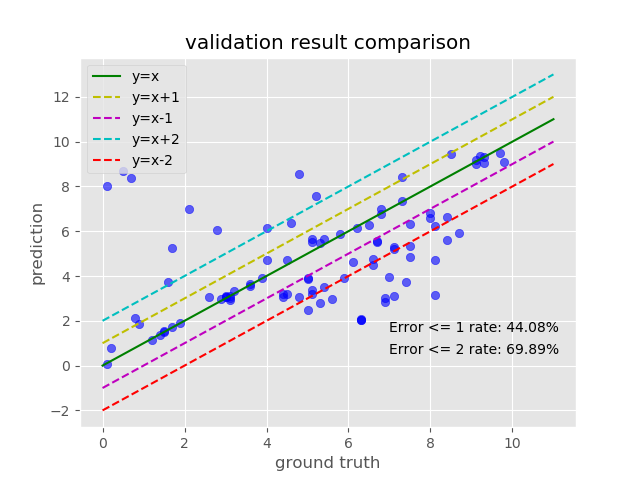 validation result comparison
y=x
y=x+1
y=x-1
y=x+2
y=x-2
12
10
8
6
4
2
0
−2
prediction
Error <= 1 rate: 44.08%
Error <= 2 rate: 69.89%
0 2 4 6 8 10
ground truth